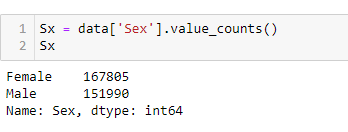 1 Sx = data['Sex'].value_counts()
2 Sx
Female 167805
Male 151990
Name: Sex, dtype: int64